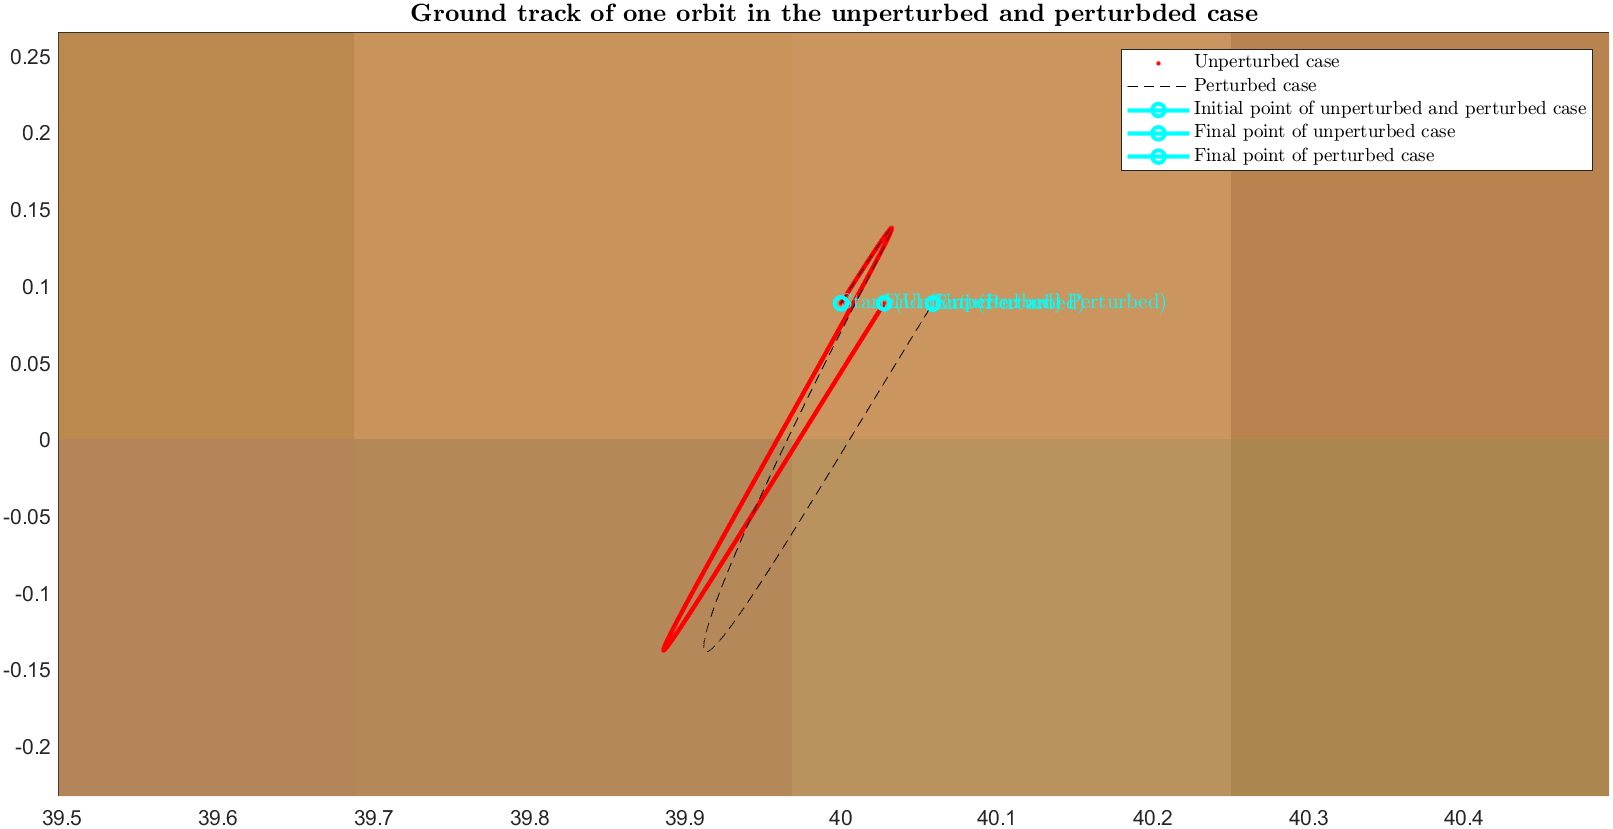 Ground track of one orbit in the unperturbed and perturbded case
0.25
0.2
0.15
0.1
0.05
0
-0.05
-0.1
-0.15
-0.2
Unperturbed case
Perturbed case
Initial point of unperturbed and perturbed case
Final point of unperturbed case
Final point of perturbed case
Perturbed)
39.5 39.6 39.7 39.8 39.9 40 40.1 40.2 40.3 40.4